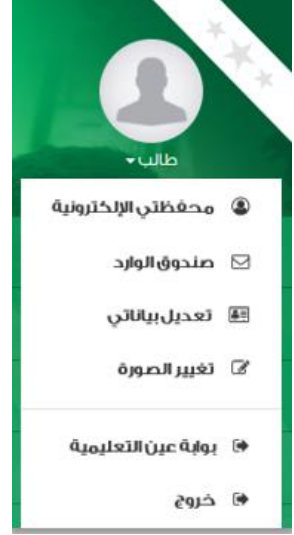 طالب
محفظتي الإلكترونية
صندوق الوارد
تعديل بياناتي
تغيير الصورة
بوابة عين التعليمية
خروج